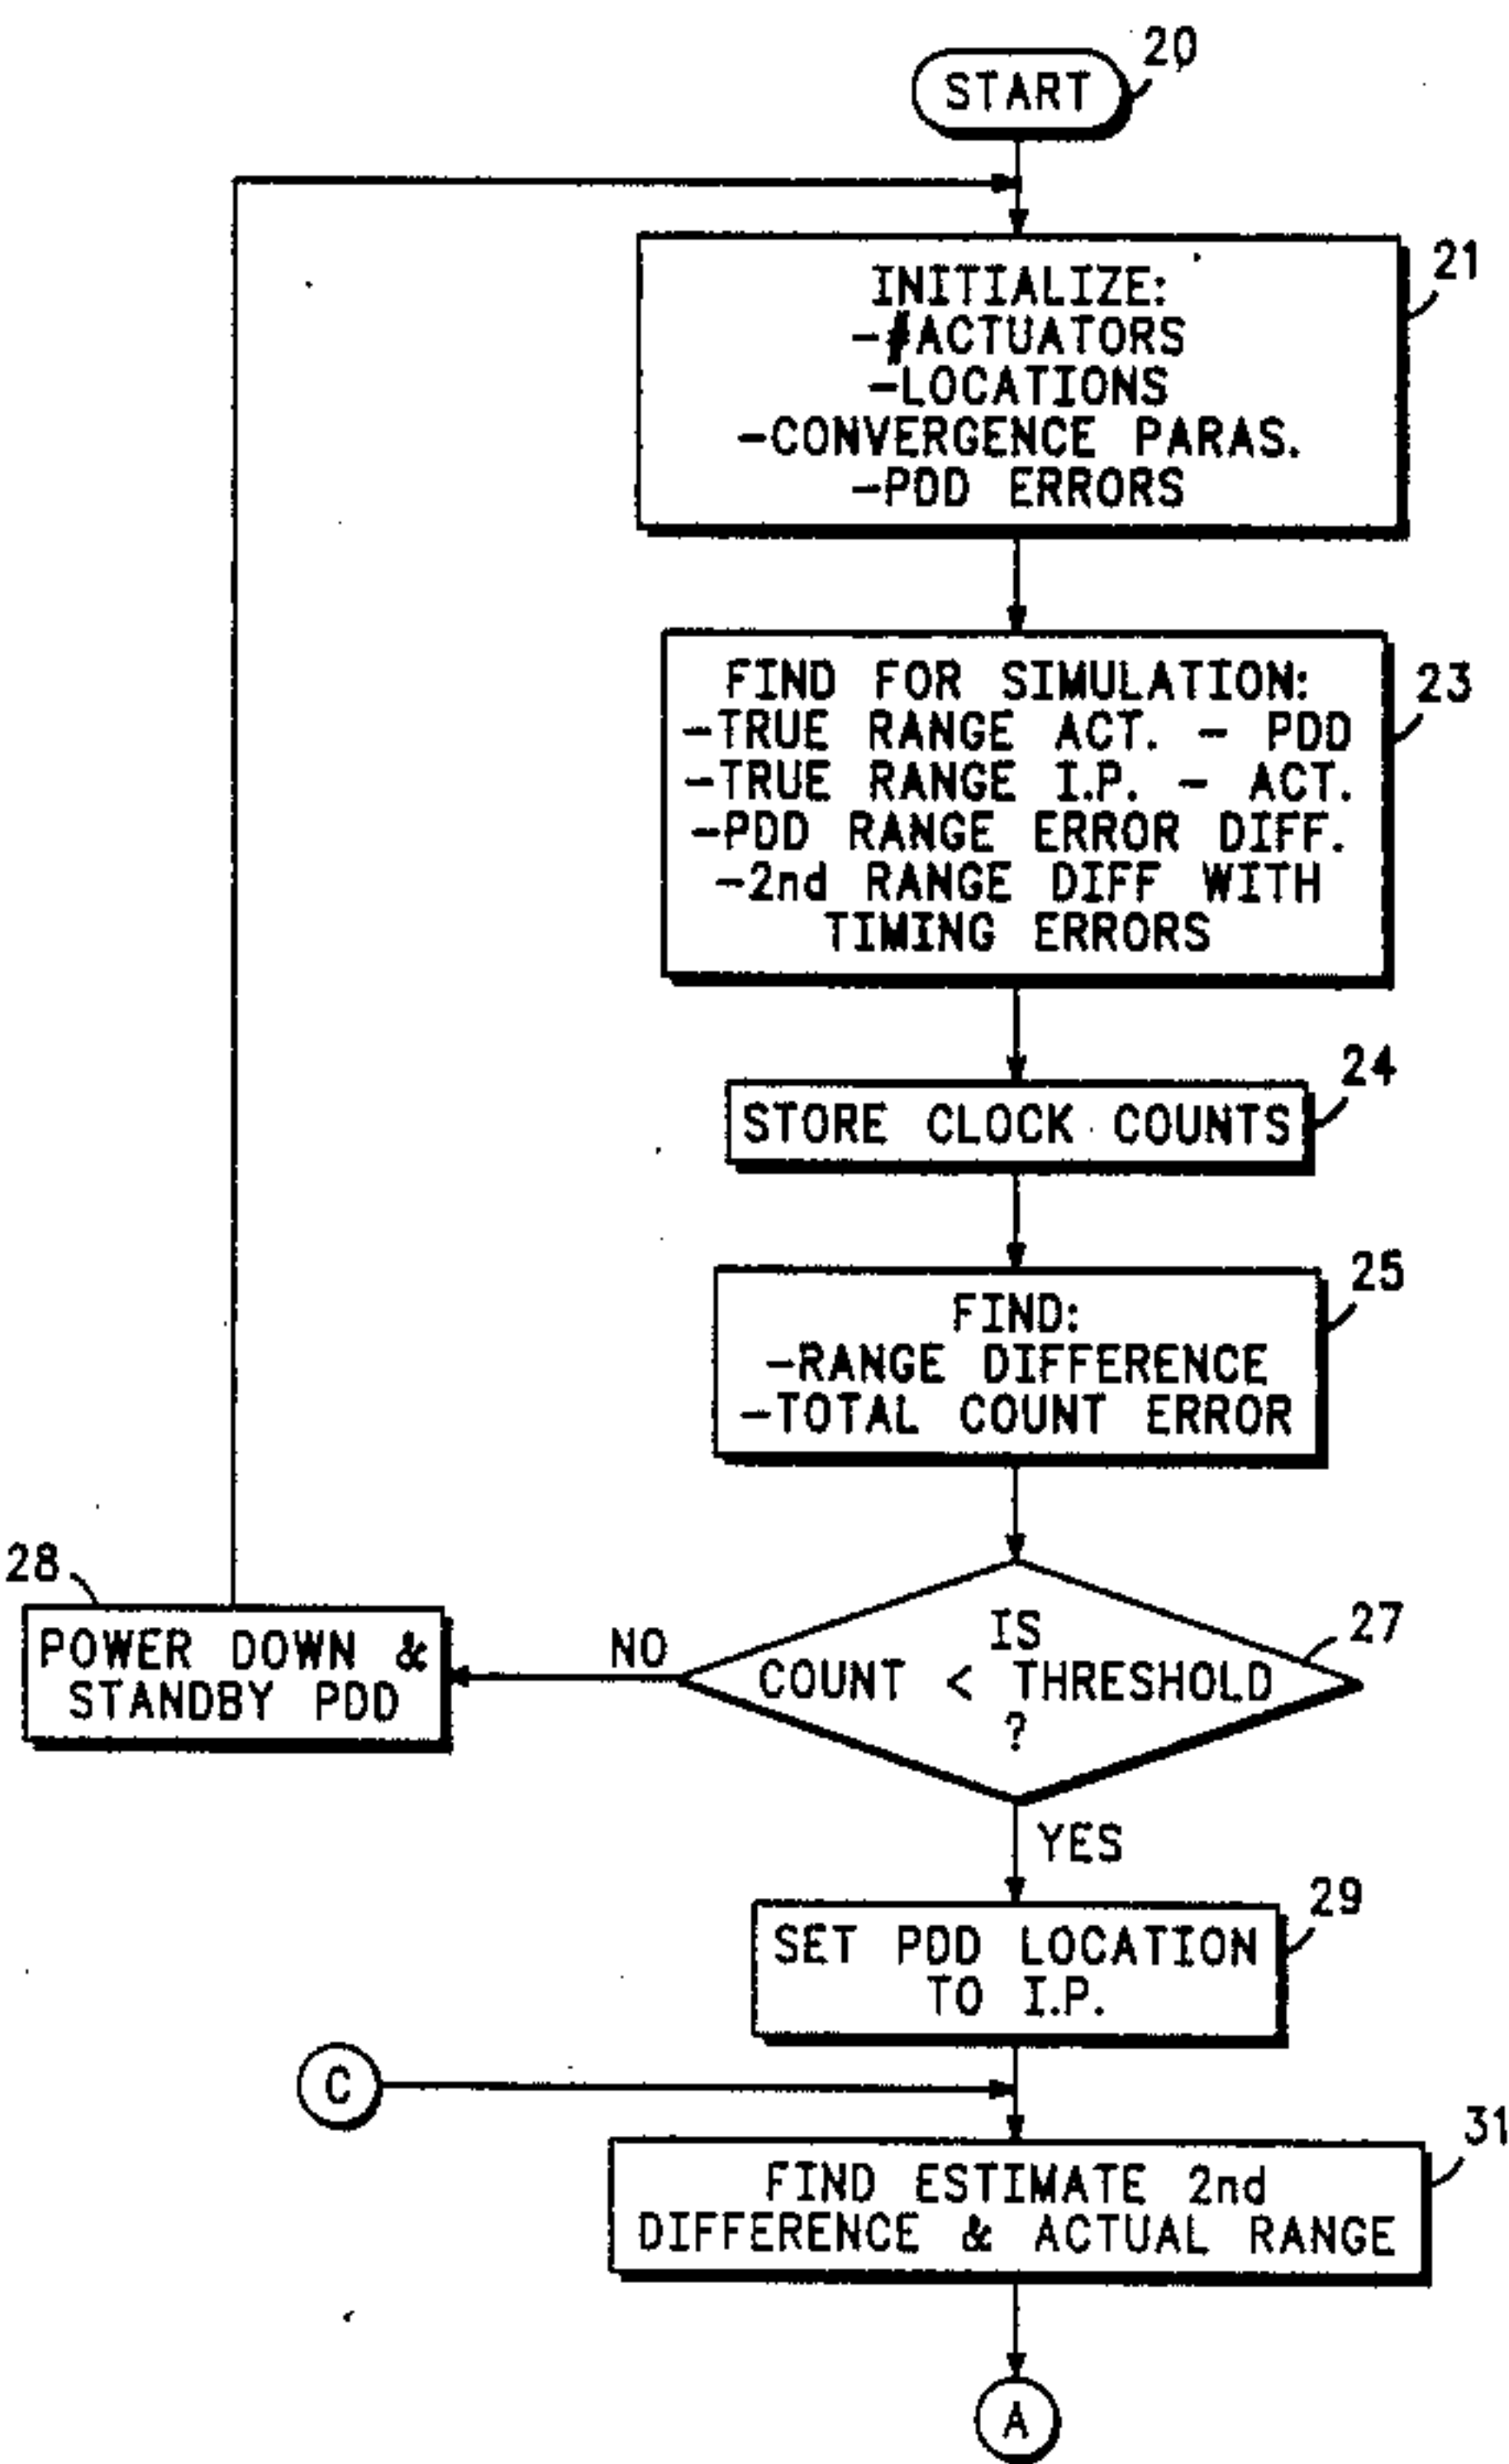 START
20
INITIALIZE:
-#ACTUATORS
-LOCATIONS
-CONVERGENCE PARAS.
-PDD ERRORS
21
FIND FOR SIMULATION:
-TRUE RANGE ACT. - PDD
-TRUE RANGE I.P. - ACT.
-PDD RANGE ERROR DIFF.
-2nd RANGE DIFF WITH
TIMING ERRORS
23
STORE CLOCK COUNTS
24
FIND:
-RANGE DIFFERENCE
-TOTAL COUNT ERROR
25
IS
COUNT < THRESHOLD
?
27
NO
28
POWER DOWN &
STANDBY PDD
YES
SET PDD LOCATION
TO I.P.
29
C
FIND ESTIMATE 2nd
DIFFERENCE & ACTUAL RANGE
31
A